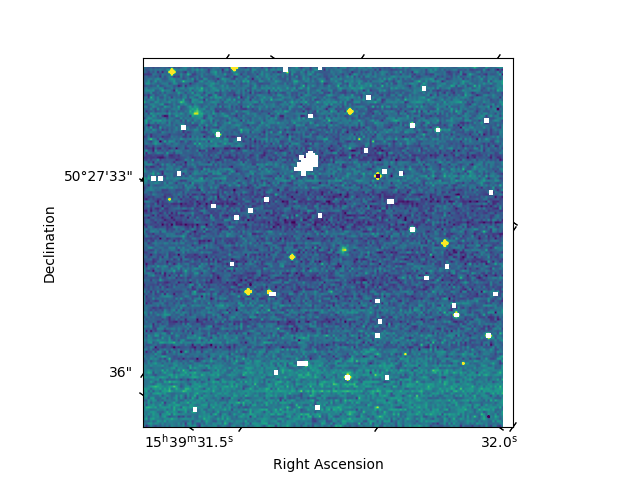 50°27'33"
Declination
36"
15ʰ39ᵐ31.5ˢ
32.0ˢ
Right Ascension